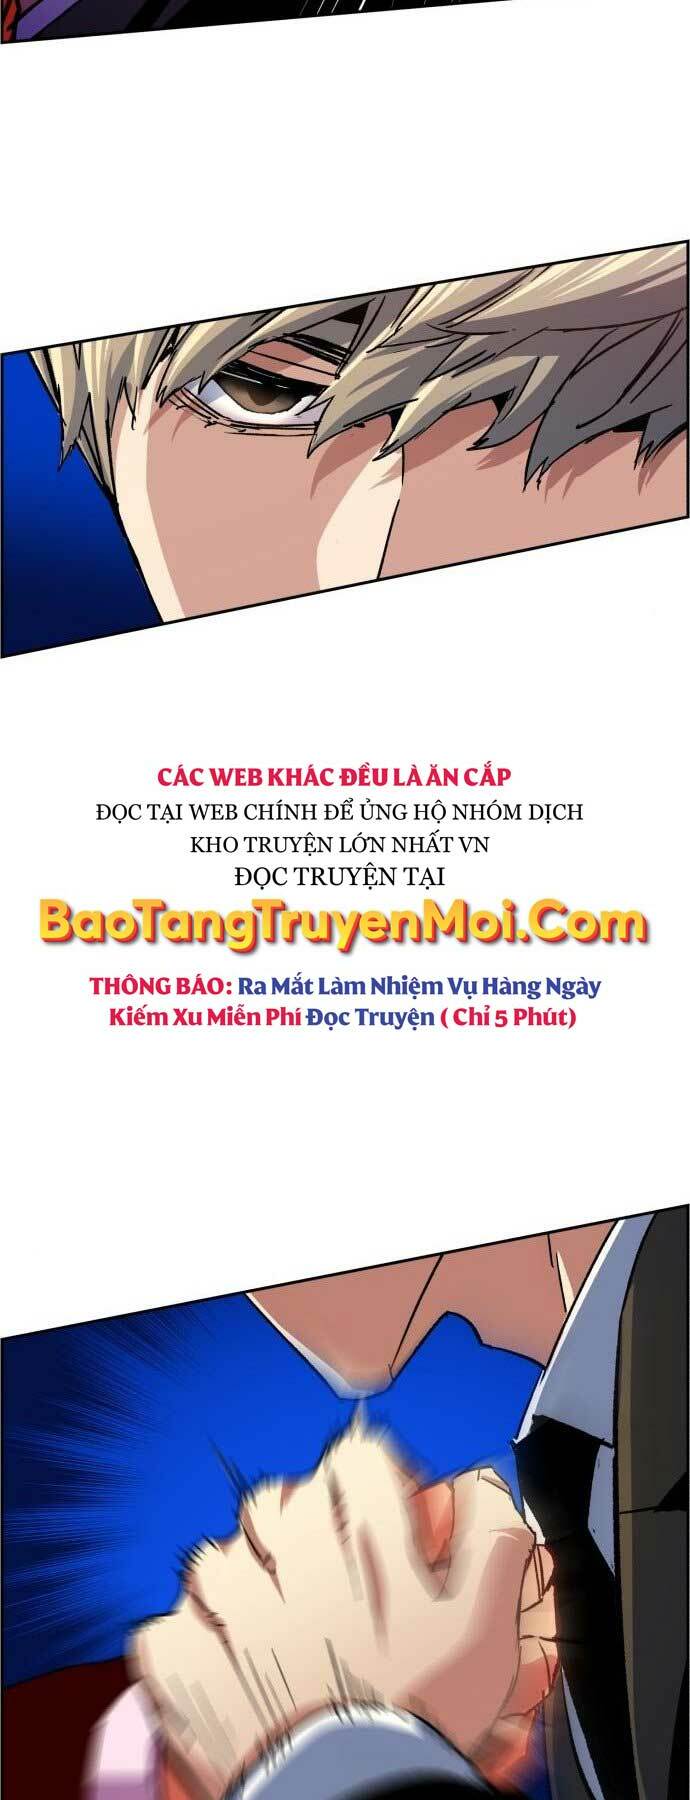 CÁC WEB KHÁC ĐỀU LÀ ĂN CẮP
ĐỌC TẠI WEB CHÍNH ĐỂ ỦNG HỘ NHÓM DỊCH
KHO TRUYỆN LỚN NHẤT VN
ĐỌC TRUYỆN TẠI
BaoTangTruyenMoi.Com
THÔNG BÁO: Ra Mắt Làm Nhiệm Vụ Hàng Ngày
Kiếm Xu Miễn Phí Đọc Truyện ( Chỉ 5 Phút)